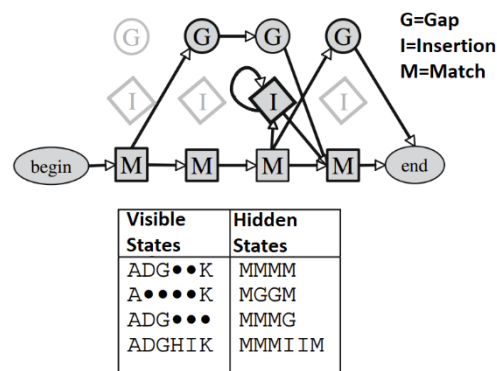 G G G G
G=Gap
I=Insertion
M=Match
I I I I
begin M M M M end
Visible States Hidden States
ADG••K MMMM
A••••K MGGM
ADG••• MMMG
ADGHIK MMMIIM